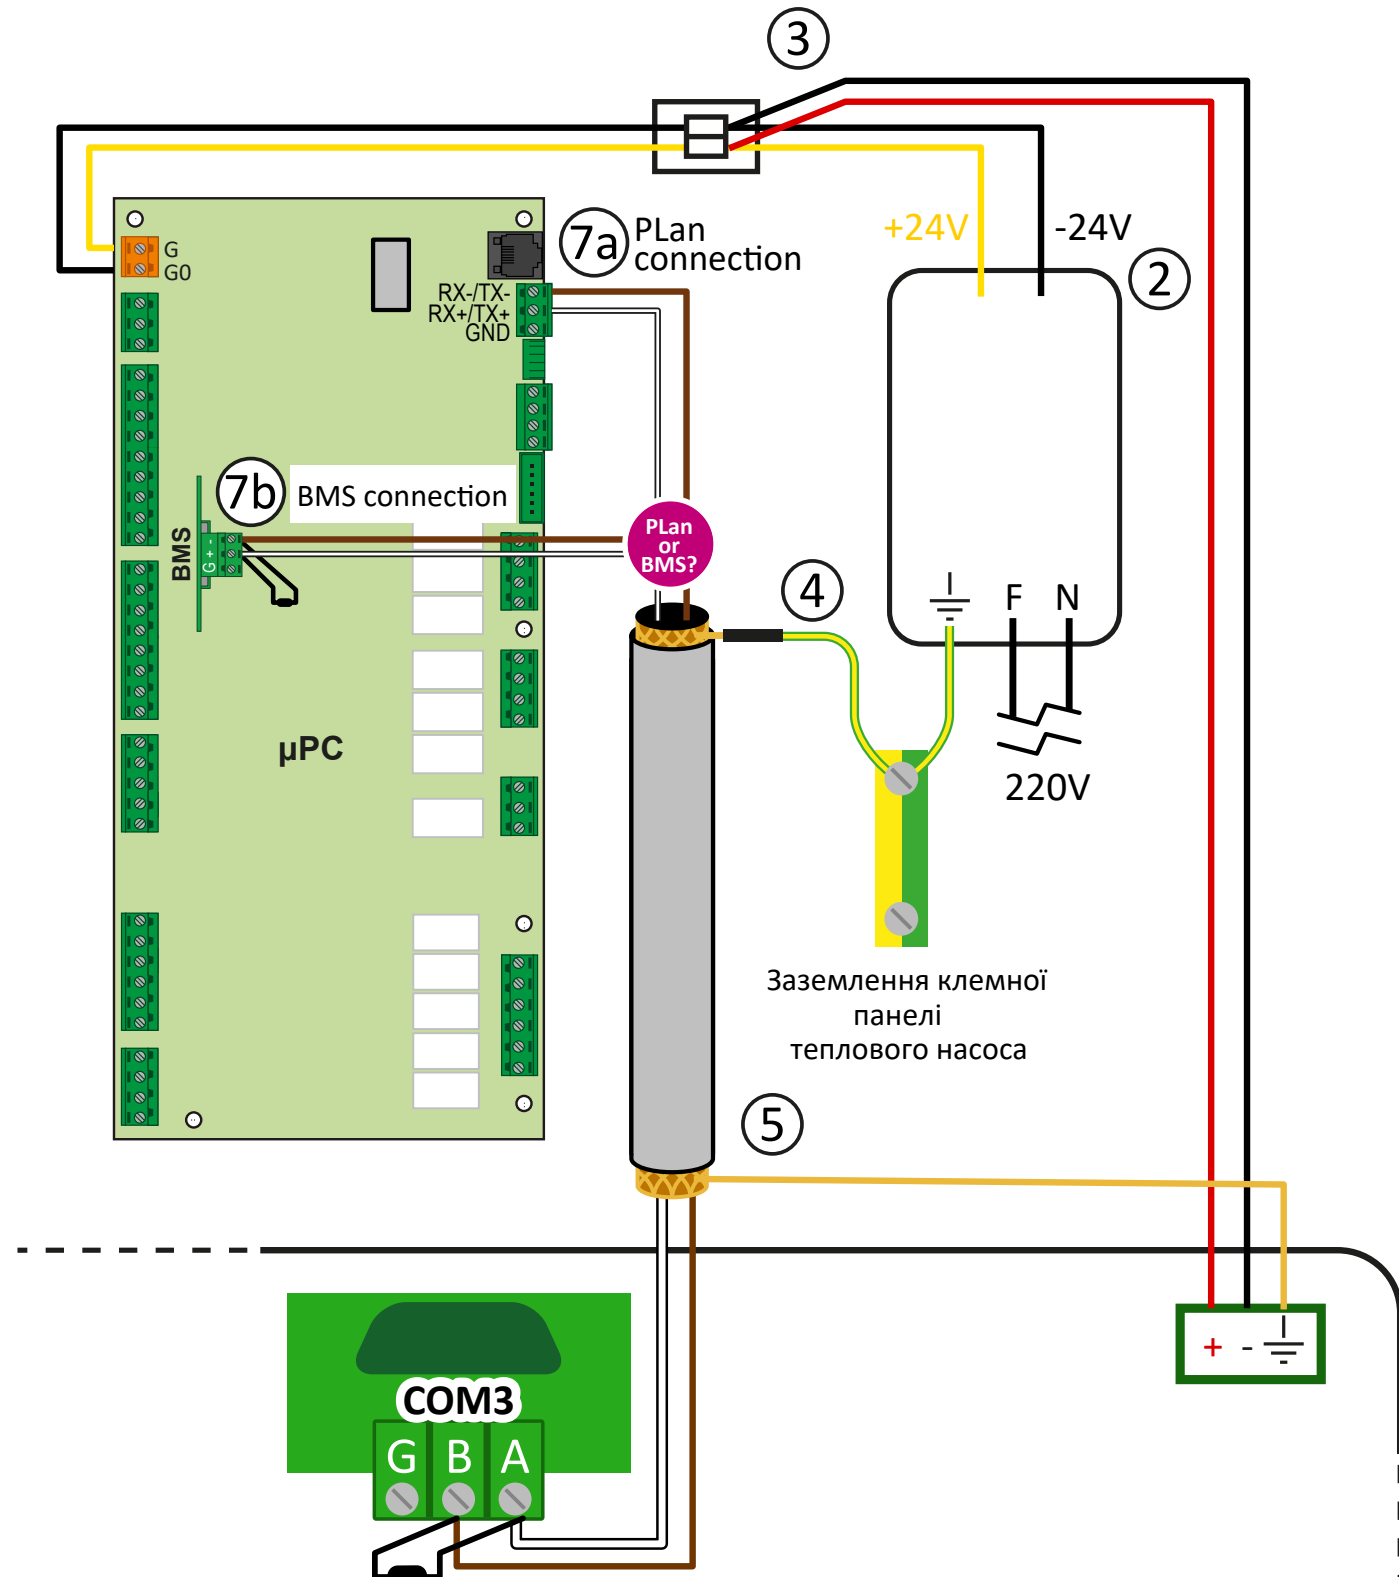 3
+24V
-24V
2
G
G0
7a
PLan
connection
RX-/TX-
RX+/TX+
GND
7b
BMS connection
BMS
G + -
PLan
or
BMS?
4
F N
220V
µPC
Заземлення клемної
панелі
теплового насоса
5
+ -
COM3
G B A